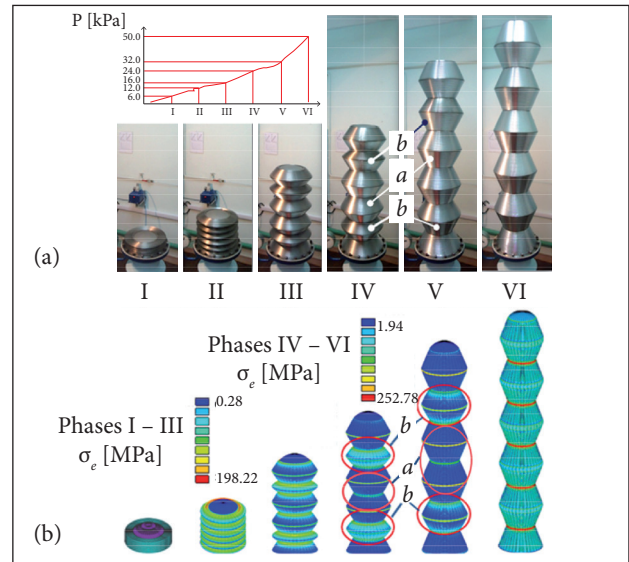 P [kPa]
50.0
32.0
24.0
16.0
12.0
6.0
I II III IV V VI
b
a
b
(a)
I II III IV V VI
Phases IV – VI
σe [MPa]
1.94
252.78
Phases I – III
σe [MPa]
0.28
198.22
b
a
b
(b)